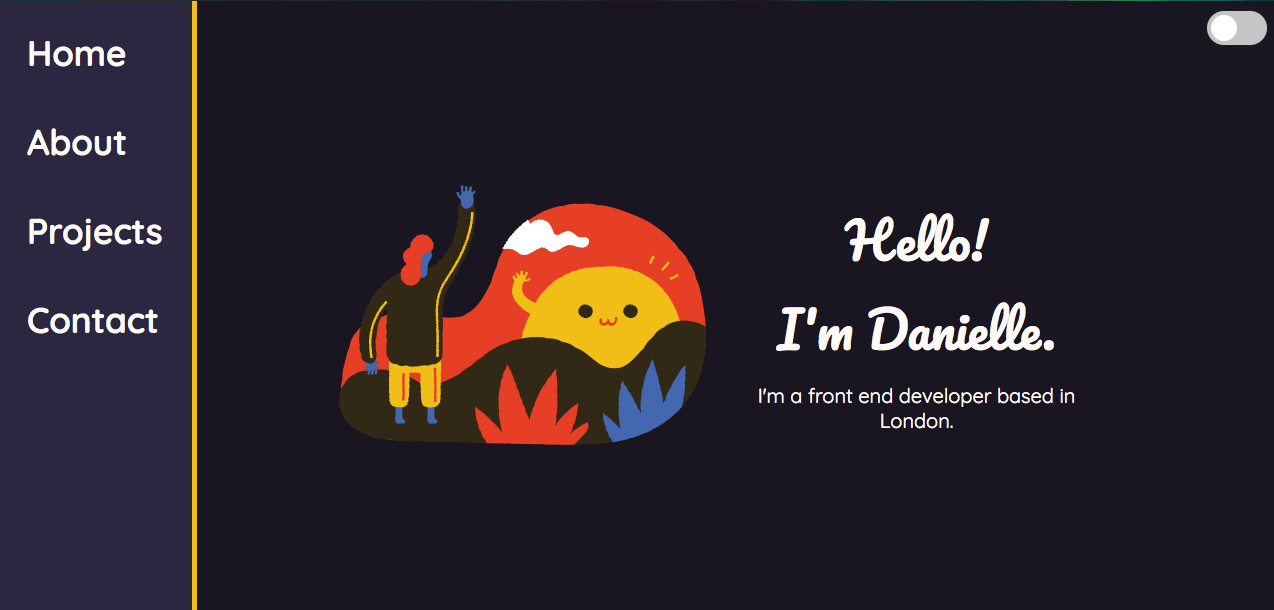 Home
About
Projects
Contact
Hello!
I'm Danielle.
I'm a front end developer based in
London.